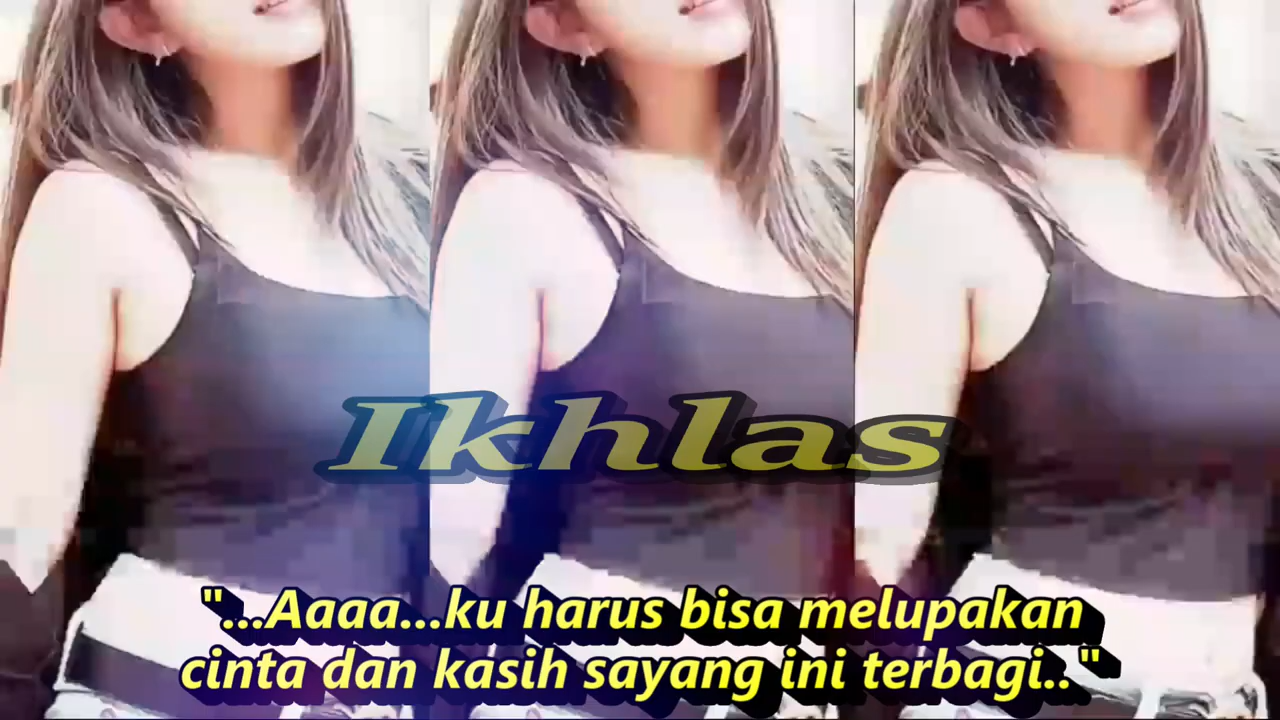 Ikhlas
"...Aaaa...ku harus bisa melupakan
cinta dan kasih sayang ini terbagi.."